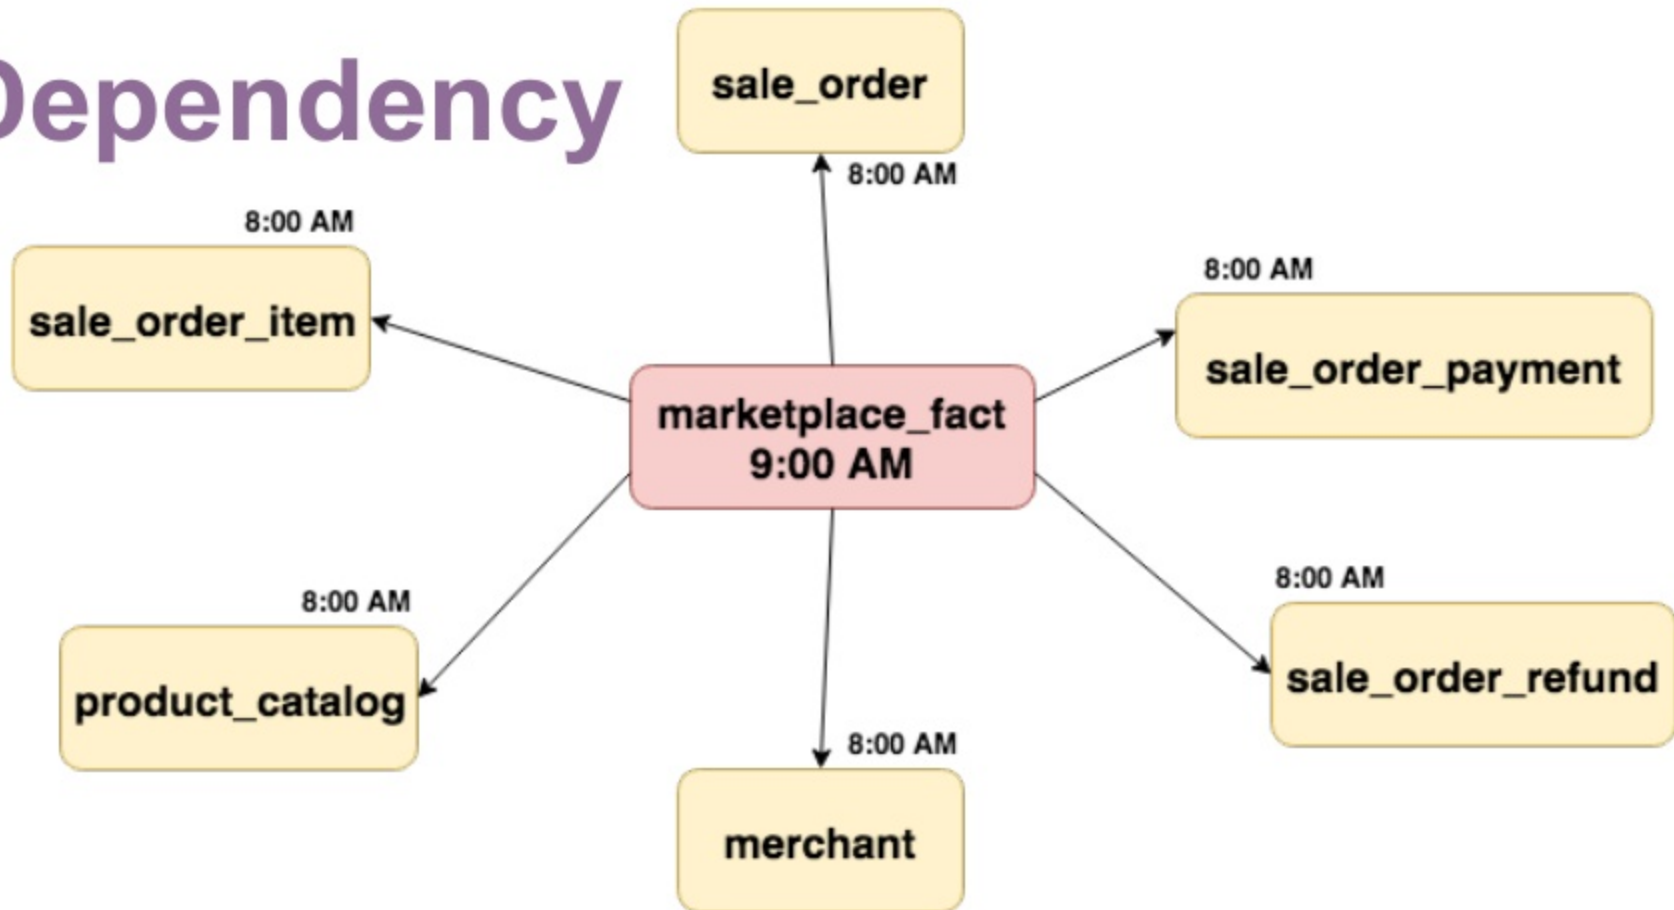 Dependency
sale_order
8:00 AM
8:00 AM
sale_order_item
8:00 AM
sale_order_payment
marketplace_fact
9:00 AM
8:00 AM
product_catalog
8:00 AM
sale_order_refund
8:00 AM
merchant